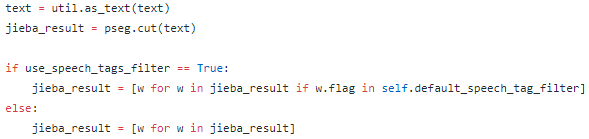 text = util.as_text(text)
jieba_result = pseg.cut(text)
if use_speech_tags_filter == True:
    jieba_result = [w for w in jieba_result if w.flag in self.default_speech_tag_filter]
else:
    jieba_result = [w for w in jieba_result]